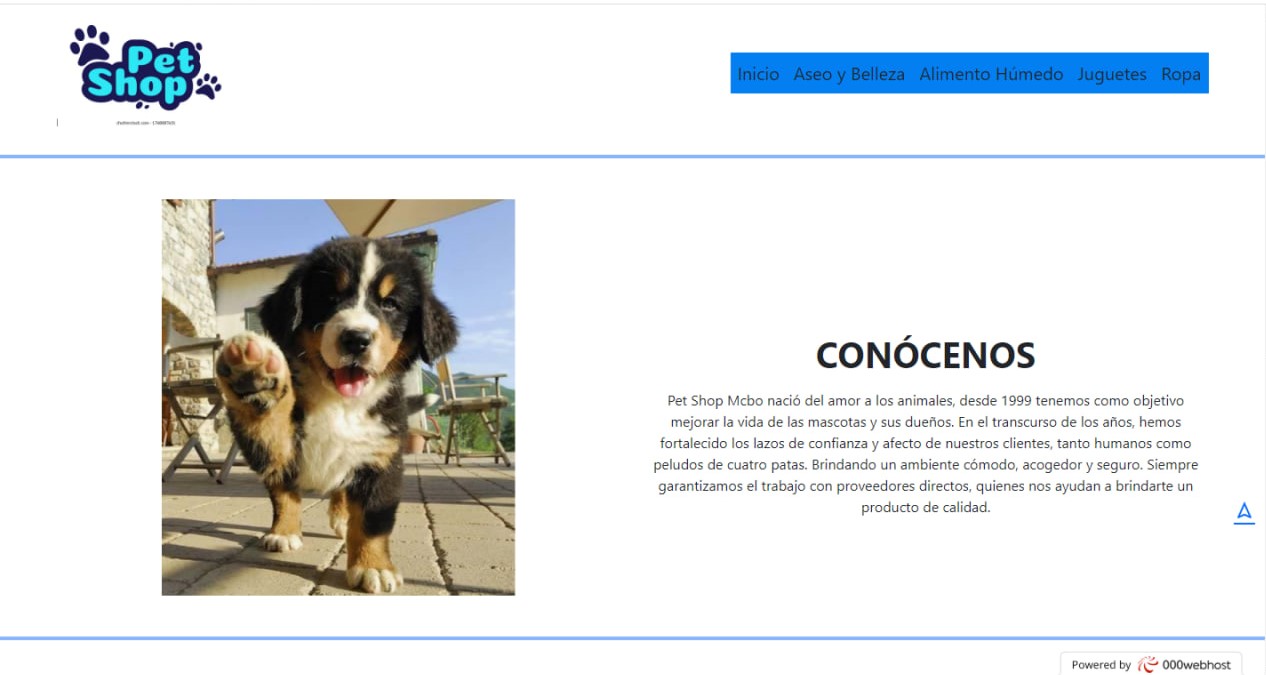 Pet
Shop
Inicio Aseo y Belleza Alimento Húmedo Juguetes Ropa
CONÓCENOS
Pet Shop Mcbo nació del amor a los animales, desde 1999 tenemos como objetivo
mejorar la vida de las mascotas y sus dueños. En el transcurso de los años, hemos
fortalecido los lazos de confianza y afecto de nuestros clientes, tanto humanos como
peludos de cuatro patas. Brindando un ambiente cómodo, acogedor y seguro. Siempre
garantizamos el trabajo con proveedores directos, quienes nos ayudan a brindarte un
producto de calidad.
Powered by 000webhost